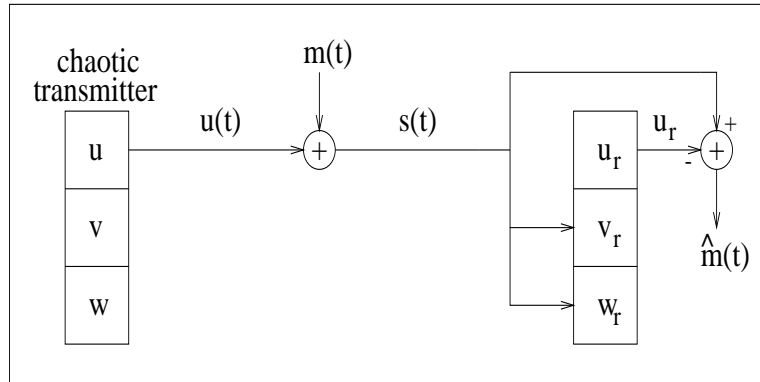 m(t)
chaotic
transmitter
u(t)
s(t)
u_r
+
u
+
u_r
-
+
v
v_r
m̂(t)
w
w_r